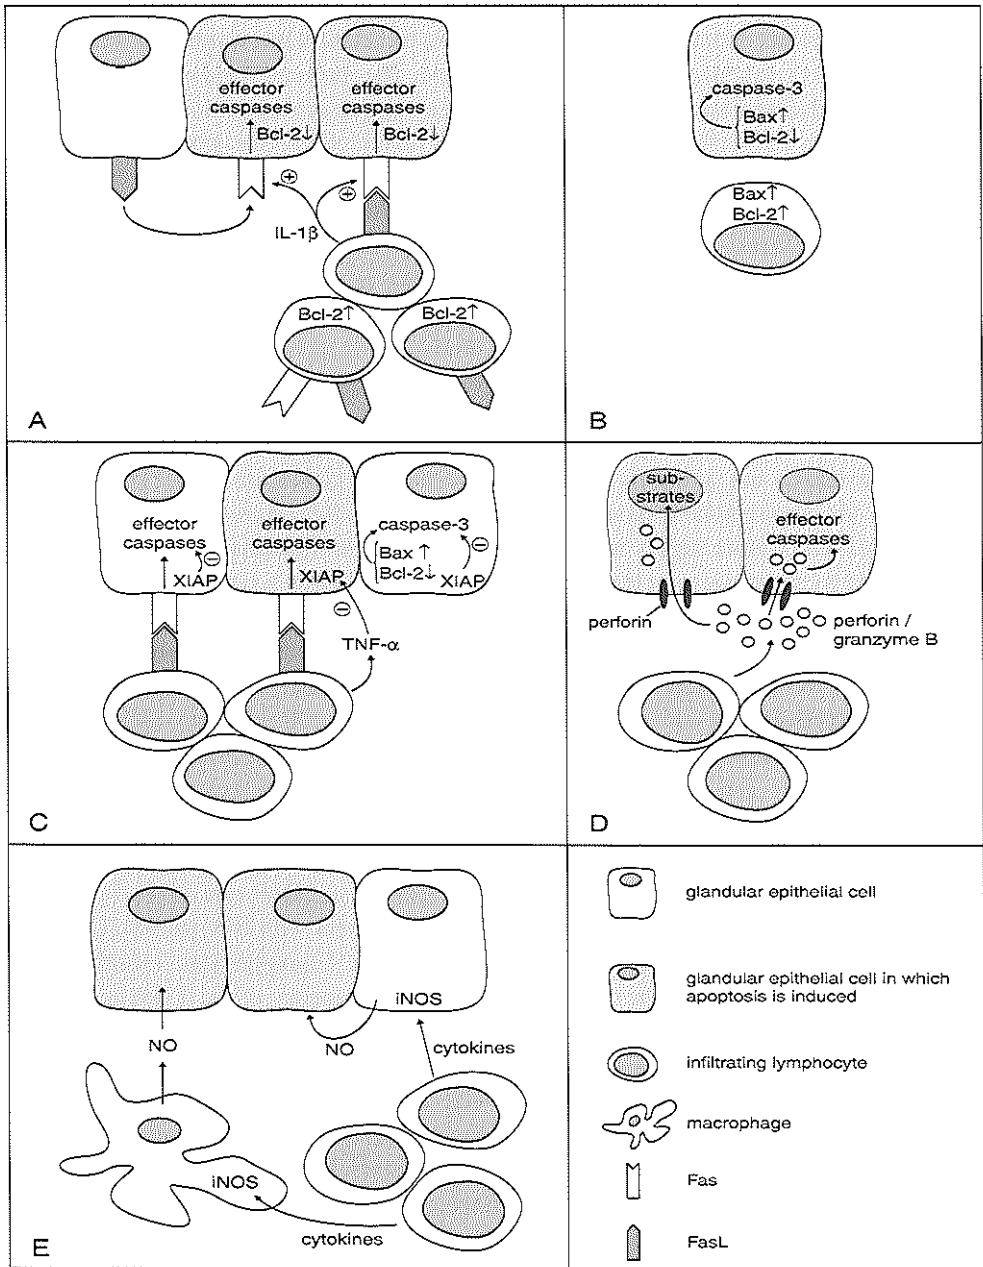 effector
caspases
Bcl-2↓
effector
caspases
Bcl-2↓
⊕
⊕
IL-1β
Bcl-2↑
Bcl-2↑
A
caspase-3
Bax↑
Bcl-2↓
Bax↑
Bcl-2↑
B
effector
caspases
⊖
XIAP
effector
caspases
XIAP
⊖
TNF-α
caspase-3
Bax ↑
Bcl-2↓
⊖
XIAP
C
sub-
strates
effector
caspases
perforin
perforin /
granzyme B
D
NO
iNOS
NO
cytokines
iNOS
cytokines
E
glandular epithelial cell
glandular epithelial cell in which
apoptosis is induced
infiltrating lymphocyte
macrophage
Fas
FasL